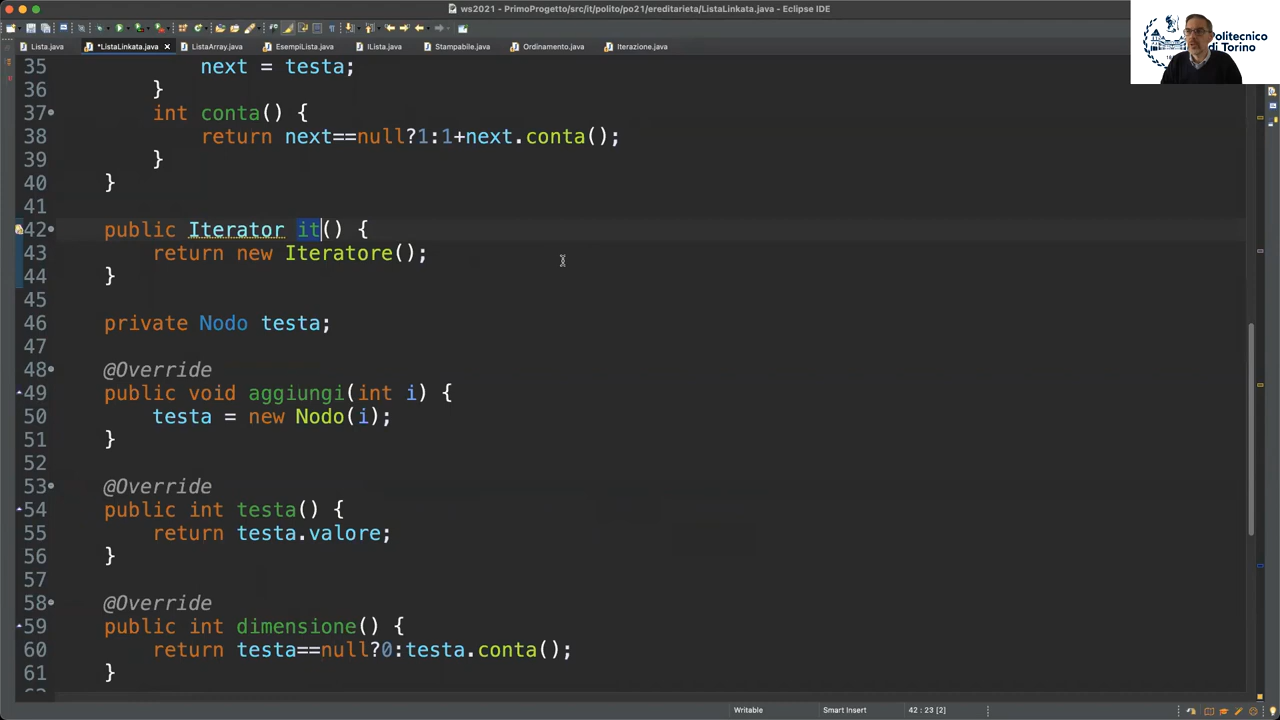 ws2021 - PrimoProgetto/src/it/polito/po21/ereditarieta/ListaLinkata.java - Eclipse IDE
Lista.java *ListaLinkata.java ListaArray.java EsempiLista.java IList.java Stampabile.java Ordinamento.java Iterazione.java
Politecnico
di Torino
35 next = testa;
36 }
37 int conta() {
38 return next==null?1:1+next.conta();
39 }
40 }
41
42 public Iterator it() {
43 return new Iteratore();
44 }
45
46 private Nodo testa;
47
48 @Override
49 public void aggiungi(int i) {
50 testa = new Nodo(i);
51 }
52
53 @Override
54 public int testa() {
55 return testa.valore;
56 }
57
58 @Override
59 public int dimensione() {
60 return testa==null?0:testa.conta();
61 }
Writable Smart Insert 42 : 23 [2]